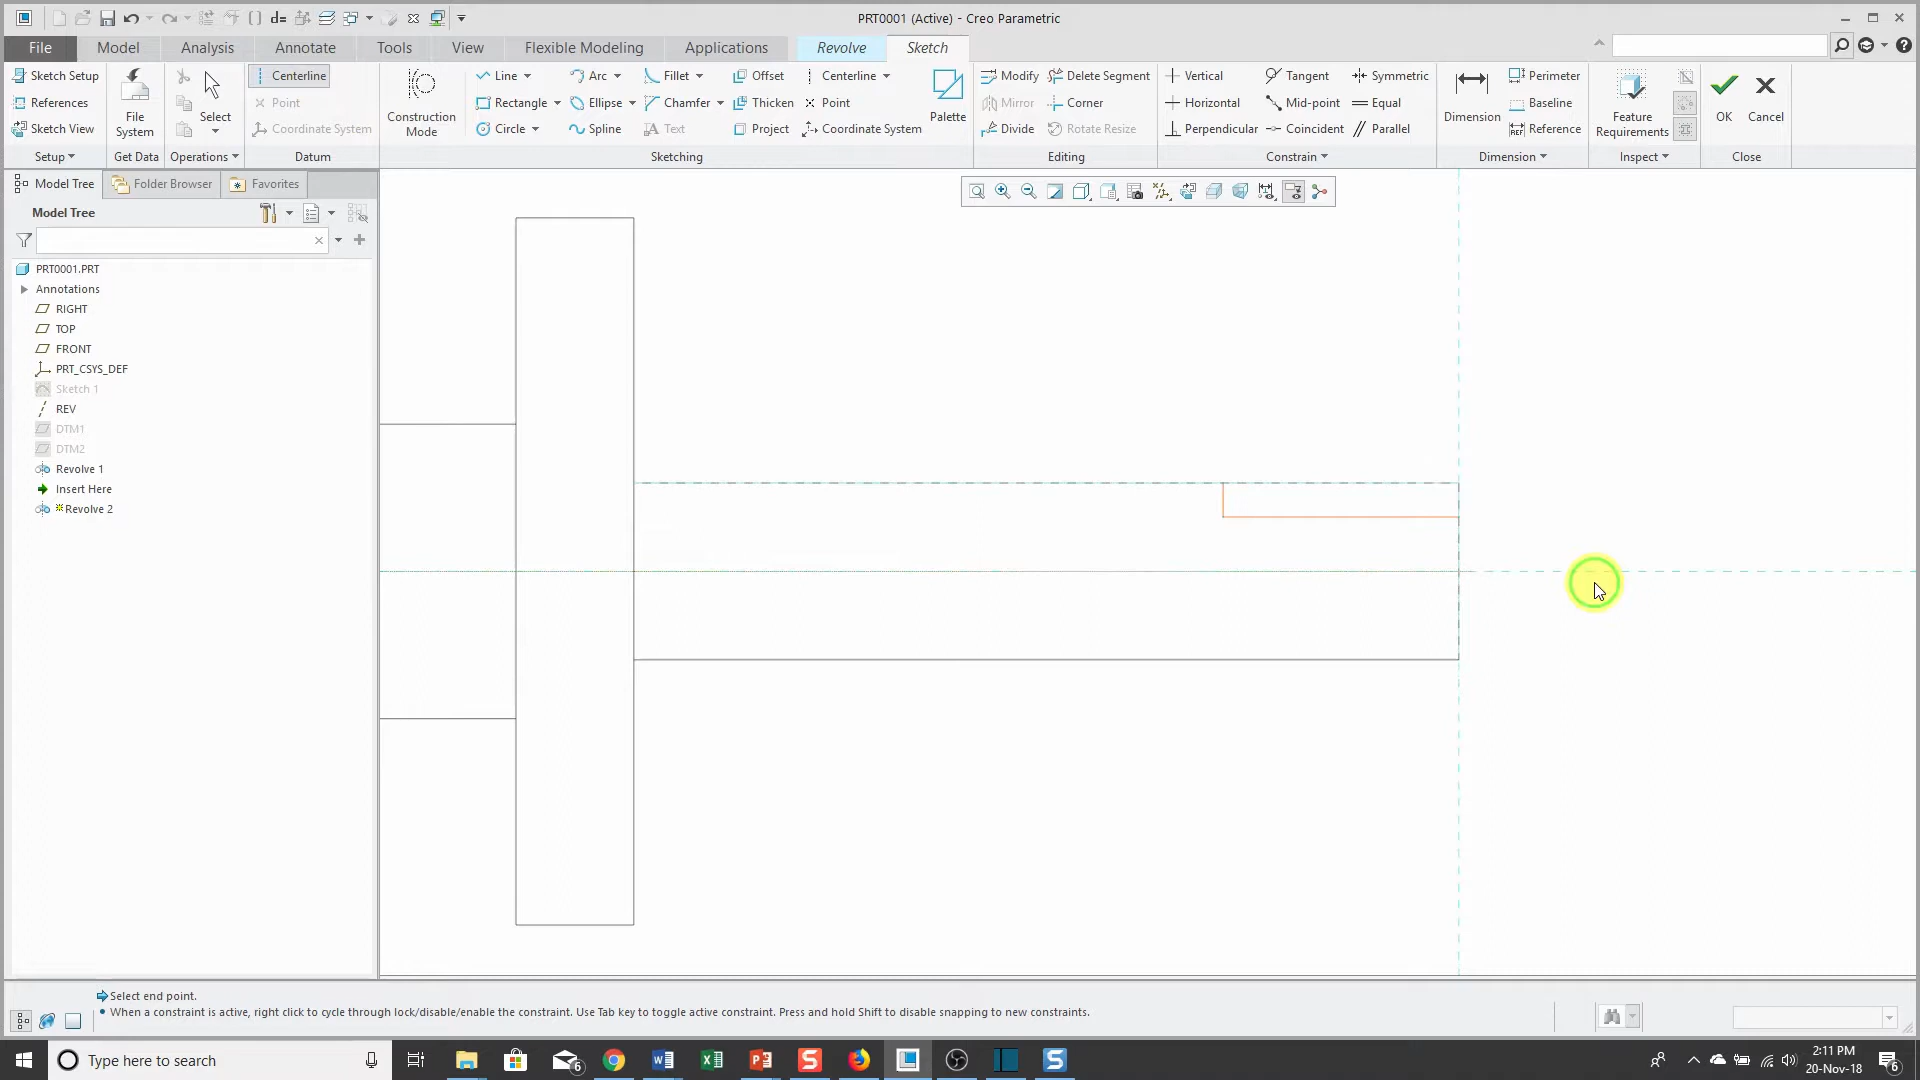 PRT0001 (Active) - Creo Parametric
File Model Analysis Annotate Tools View Flexible Modeling Applications Revolve Sketch
Sketch Setup
References
Sketch View
Setup
File System
Get Data
Select
Operations
Centerline
Point
Coordinate System
Datum
Construction Mode
Line Arc Fillet Offset Centerline
Rectangle Ellipse Chamfer Thicken Point
Circle Spline Text Project Coordinate System
Palette
Sketching
Modify Delete Segment
Mirror Corner
Divide Rotate Resize
Editing
Vertical Tangent Symmetric
Horizontal Mid-point Equal
Perpendicular Coincident Parallel
Constrain
Dimension
Perimeter
Baseline
Reference
Dimension
Feature Requirements
Inspect
OK
Cancel
Close
Model Tree Folder Browser Favorites
Model Tree
PRT0001.PRT
Annotations
RIGHT
TOP
FRONT
PRT_CSYS_DEF
Sketch 1
REV
DTM1
DTM2
Revolve 1
Insert Here
Revolve 2
Select end point.
When a constraint is active, right click to cycle through lock/disable/enable the constraint. Use Tab key to toggle active constraint. Press and hold Shift to disable snapping to new constraints.
Type here to search
6
2:11 PM
20-Nov-18
6